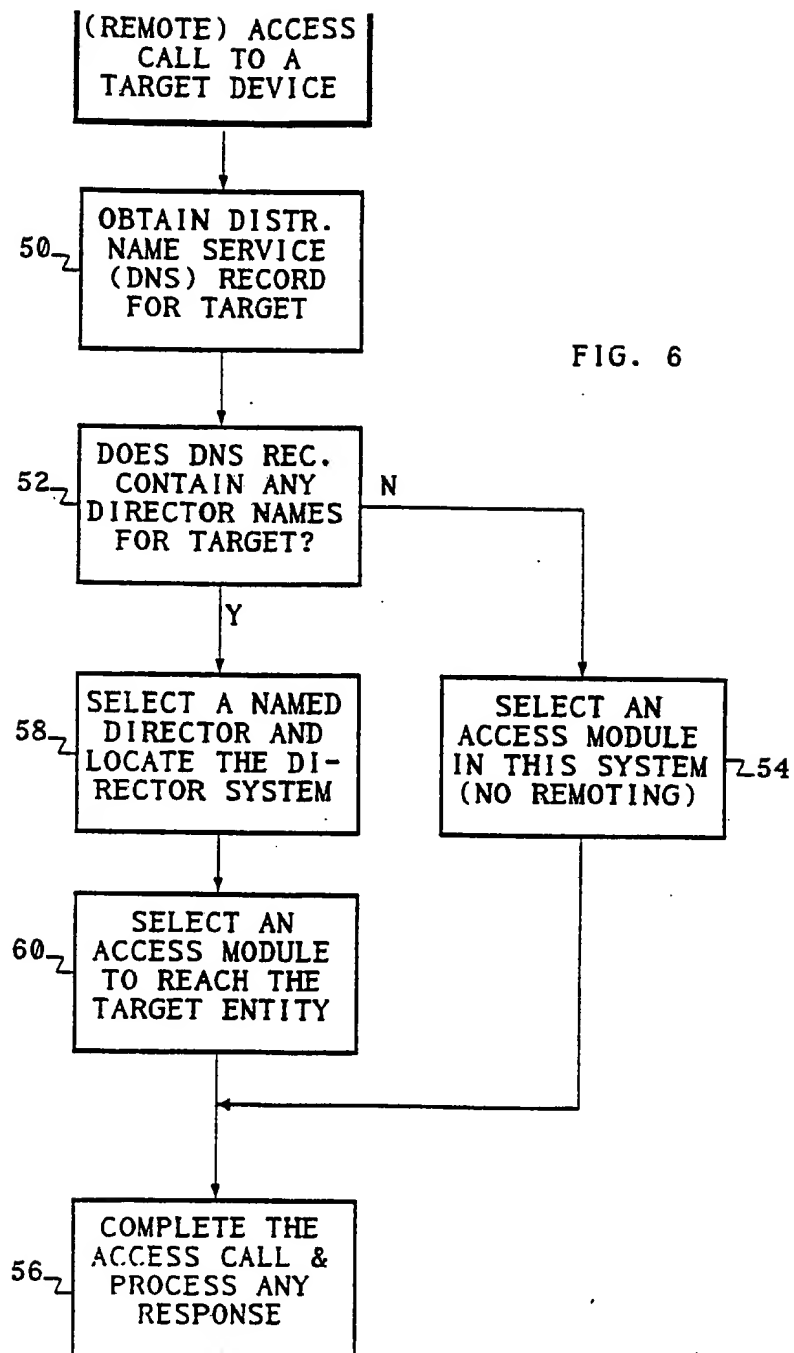 (REMOTE) ACCESS
CALL TO A
TARGET DEVICE
50
OBTAIN DISTR.
NAME SERVICE
(DNS) RECORD
FOR TARGET
FIG. 6
52
DOES DNS REC.
CONTAIN ANY
DIRECTOR NAMES
FOR TARGET?
N
Y
58
SELECT A NAMED
DIRECTOR AND
LOCATE THE DI-
RECTOR SYSTEM
SELECT AN
ACCESS MODULE
IN THIS SYSTEM
(NO REMOTING)
54
60
SELECT AN
ACCESS MODULE
TO REACH THE
TARGET ENTITY
56
COMPLETE THE
ACCESS CALL &
PROCESS ANY
RESPONSE